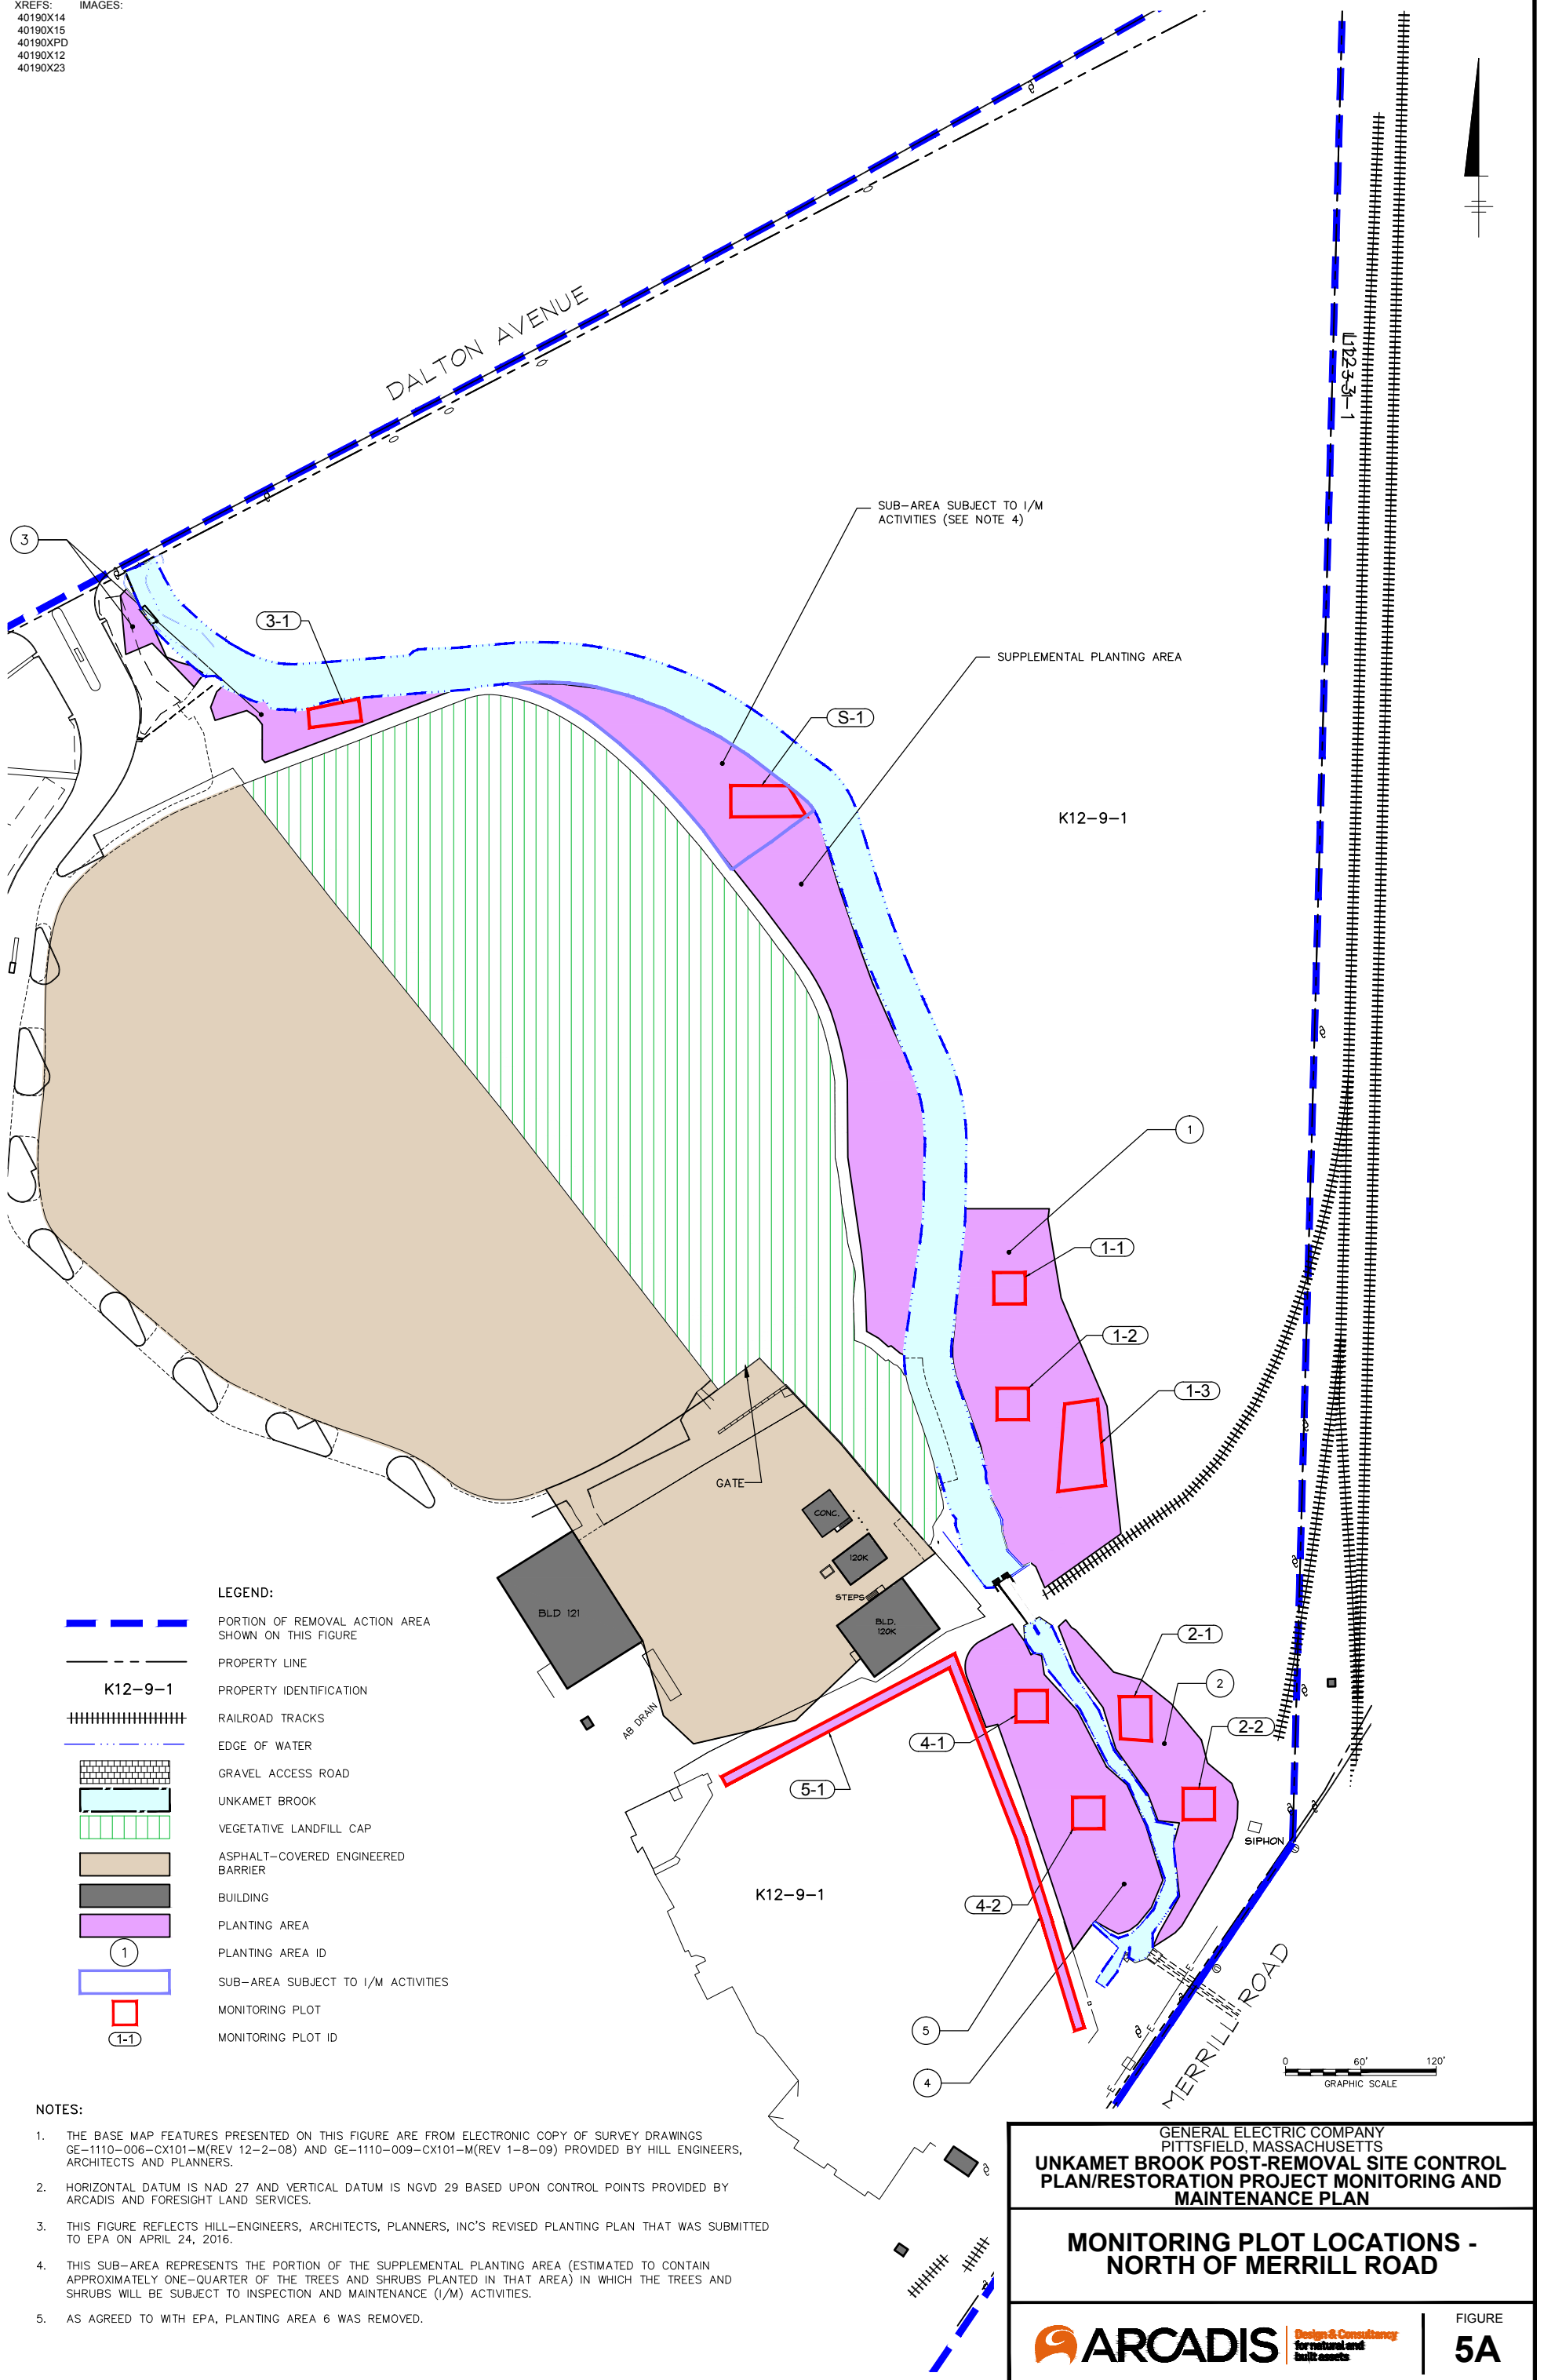 XREFS: IMAGES:
40190X14
40190X15
40190XPD
40190X12
40190X23
DALTON AVENUE
SUB-AREA SUBJECT TO I/M
ACTIVITIES (SEE NOTE 4)
3
3-1
SUPPLEMENTAL PLANTING AREA
S-1
K12-9-1
1
1-1
1-2
1-3
GATE
CONC.
120K
STEPS
BLD 121
BLD.
120K
AB DRAIN
2-1
2
2-2
4-1
5-1
SIPHON
K12-9-1
4-2
5
4
MERRILL ROAD
0 60' 120'
GRAPHIC SCALE
LEGEND:
PORTION OF REMOVAL ACTION AREA
SHOWN ON THIS FIGURE
PROPERTY LINE
K12-9-1 PROPERTY IDENTIFICATION
RAILROAD TRACKS
EDGE OF WATER
GRAVEL ACCESS ROAD
UNKAMET BROOK
VEGETATIVE LANDFILL CAP
ASPHALT-COVERED ENGINEERED
BARRIER
BUILDING
PLANTING AREA
1 PLANTING AREA ID
SUB-AREA SUBJECT TO I/M ACTIVITIES
MONITORING PLOT
1-1 MONITORING PLOT ID
NOTES:
1. THE BASE MAP FEATURES PRESENTED ON THIS FIGURE ARE FROM ELECTRONIC COPY OF SURVEY DRAWINGS
GE-1110-006-CX101-M(REV 12-2-08) AND GE-1110-009-CX101-M(REV 1-8-09) PROVIDED BY HILL ENGINEERS,
ARCHITECTS AND PLANNERS.
2. HORIZONTAL DATUM IS NAD 27 AND VERTICAL DATUM IS NGVD 29 BASED UPON CONTROL POINTS PROVIDED BY
ARCADIS AND FORESIGHT LAND SERVICES.
3. THIS FIGURE REFLECTS HILL-ENGINEERS, ARCHITECTS, PLANNERS, INC'S REVISED PLANTING PLAN THAT WAS SUBMITTED
TO EPA ON APRIL 24, 2016.
4. THIS SUB-AREA REPRESENTS THE PORTION OF THE SUPPLEMENTAL PLANTING AREA (ESTIMATED TO CONTAIN
APPROXIMATELY ONE-QUARTER OF THE TREES AND SHRUBS PLANTED IN THAT AREA) IN WHICH THE TREES AND
SHRUBS WILL BE SUBJECT TO INSPECTION AND MAINTENANCE (I/M) ACTIVITIES.
5. AS AGREED TO WITH EPA, PLANTING AREA 6 WAS REMOVED.
GENERAL ELECTRIC COMPANY
PITTSFIELD, MASSACHUSETTS
UNKAMET BROOK POST-REMOVAL SITE CONTROL
PLAN/RESTORATION PROJECT MONITORING AND
MAINTENANCE PLAN
MONITORING PLOT LOCATIONS -
NORTH OF MERRILL ROAD
ARCADIS
Design & Consultancy
for natural and
built assets
FIGURE
5A